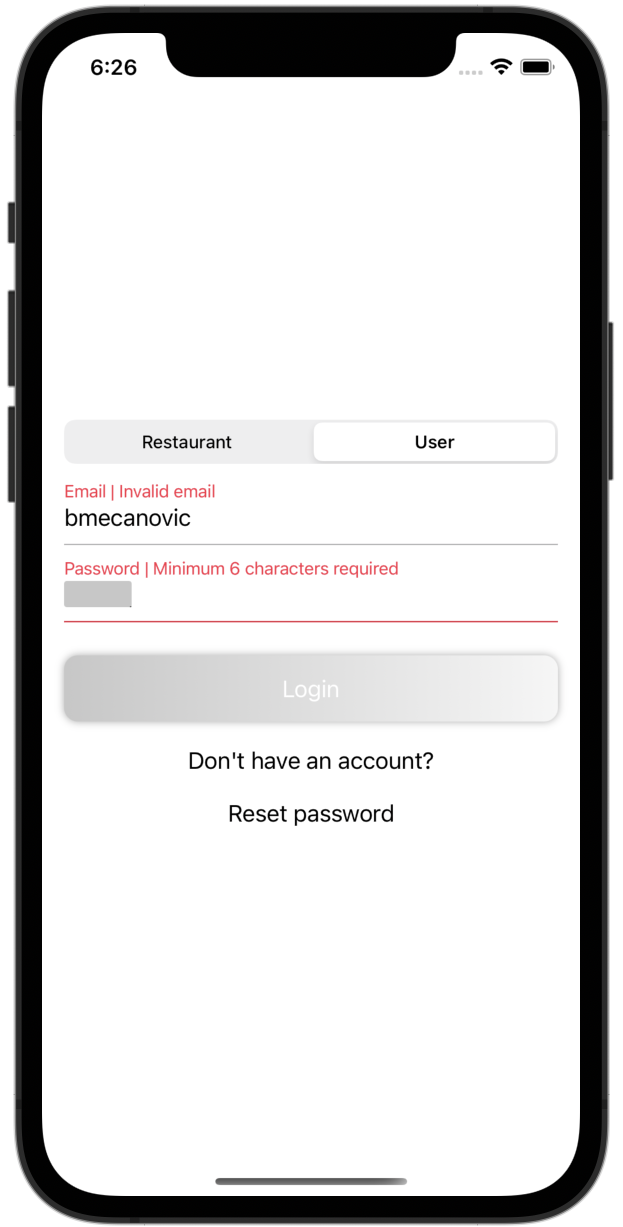 6:26
Restaurant User
Email | Invalid email
bmecanovic
Password | Minimum 6 characters required
Login
Don't have an account?
Reset password